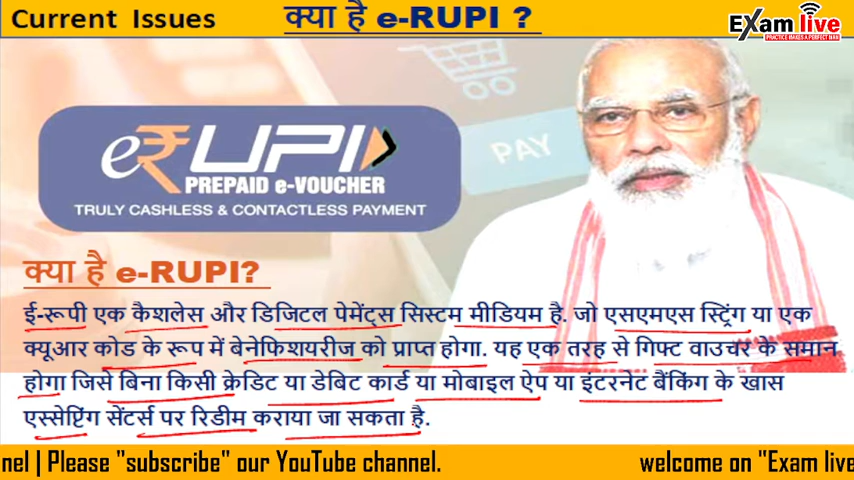 Current Issues
क्या है e-RUPI ?
EXam live
PRACTICE MAKES A PERFECT MAN
PAY
e₹UPI
PREPAID e-VOUCHER
TRULY CASHLESS & CONTACTLESS PAYMENT
क्या है e-RUPI?
ई-रूपी एक कैशलेस और डिजिटल पेमेंट्स सिस्टम मीडियम है. जो एसएमएस स्ट्रिंग या एक
क्यूआर कोड के रूप में बेनेफिशयरीज को प्राप्त होगा. यह एक तरह से गिफ्ट वाउचर के समान
होगा जिसे बिना किसी क्रेडिट या डेबिट कार्ड या मोबाइल ऐप या इंटरनेट बैंकिंग के खास
एस्सेप्टिंग सेंटर्स पर रिडीम कराया जा सकता है.
nel | Please "subscribe" our YouTube channel.
welcome on "Exam live